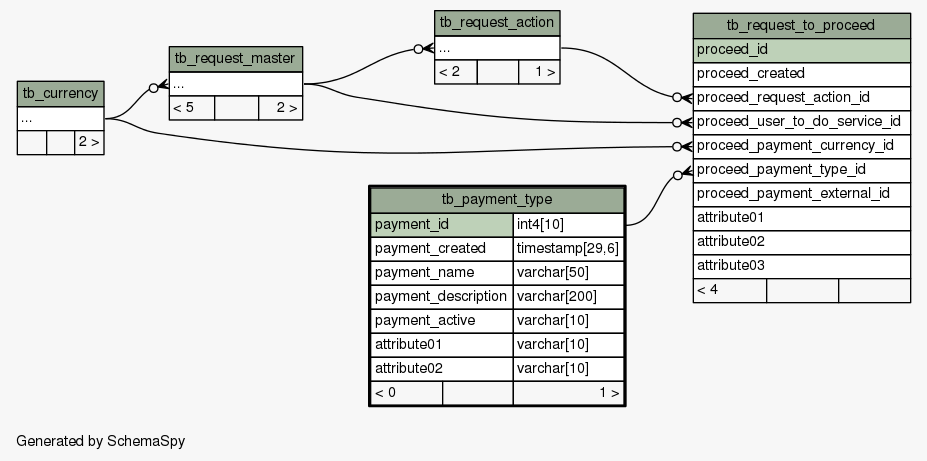 tb_request_action
...
< 2 1 >
tb_request_master
...
< 5 2 >
tb_currency
...
2 >
tb_request_to_proceed
proceed_id
proceed_created
proceed_request_action_id
proceed_user_to_do_service_id
proceed_payment_currency_id
proceed_payment_type_id
proceed_payment_external_id
attribute01
attribute02
attribute03
< 4
tb_payment_type
payment_id int4[10]
payment_created timestamp[29,6]
payment_name varchar[50]
payment_description varchar[200]
payment_active varchar[10]
attribute01 varchar[10]
attribute02 varchar[10]
< 0 1 >
Generated by SchemaSpy